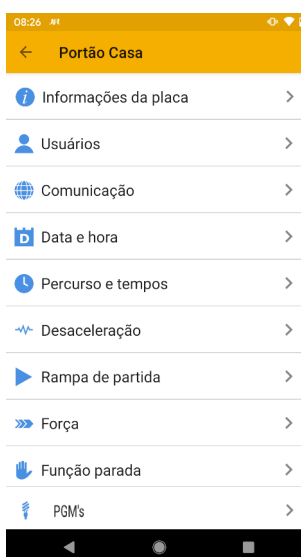 08:26
Portão Casa
Informações da placa
Usuários
Comunicação
D Data e hora
Percurso e tempos
Desaceleração
Rampa de partida
Força
Função parada
PGM's